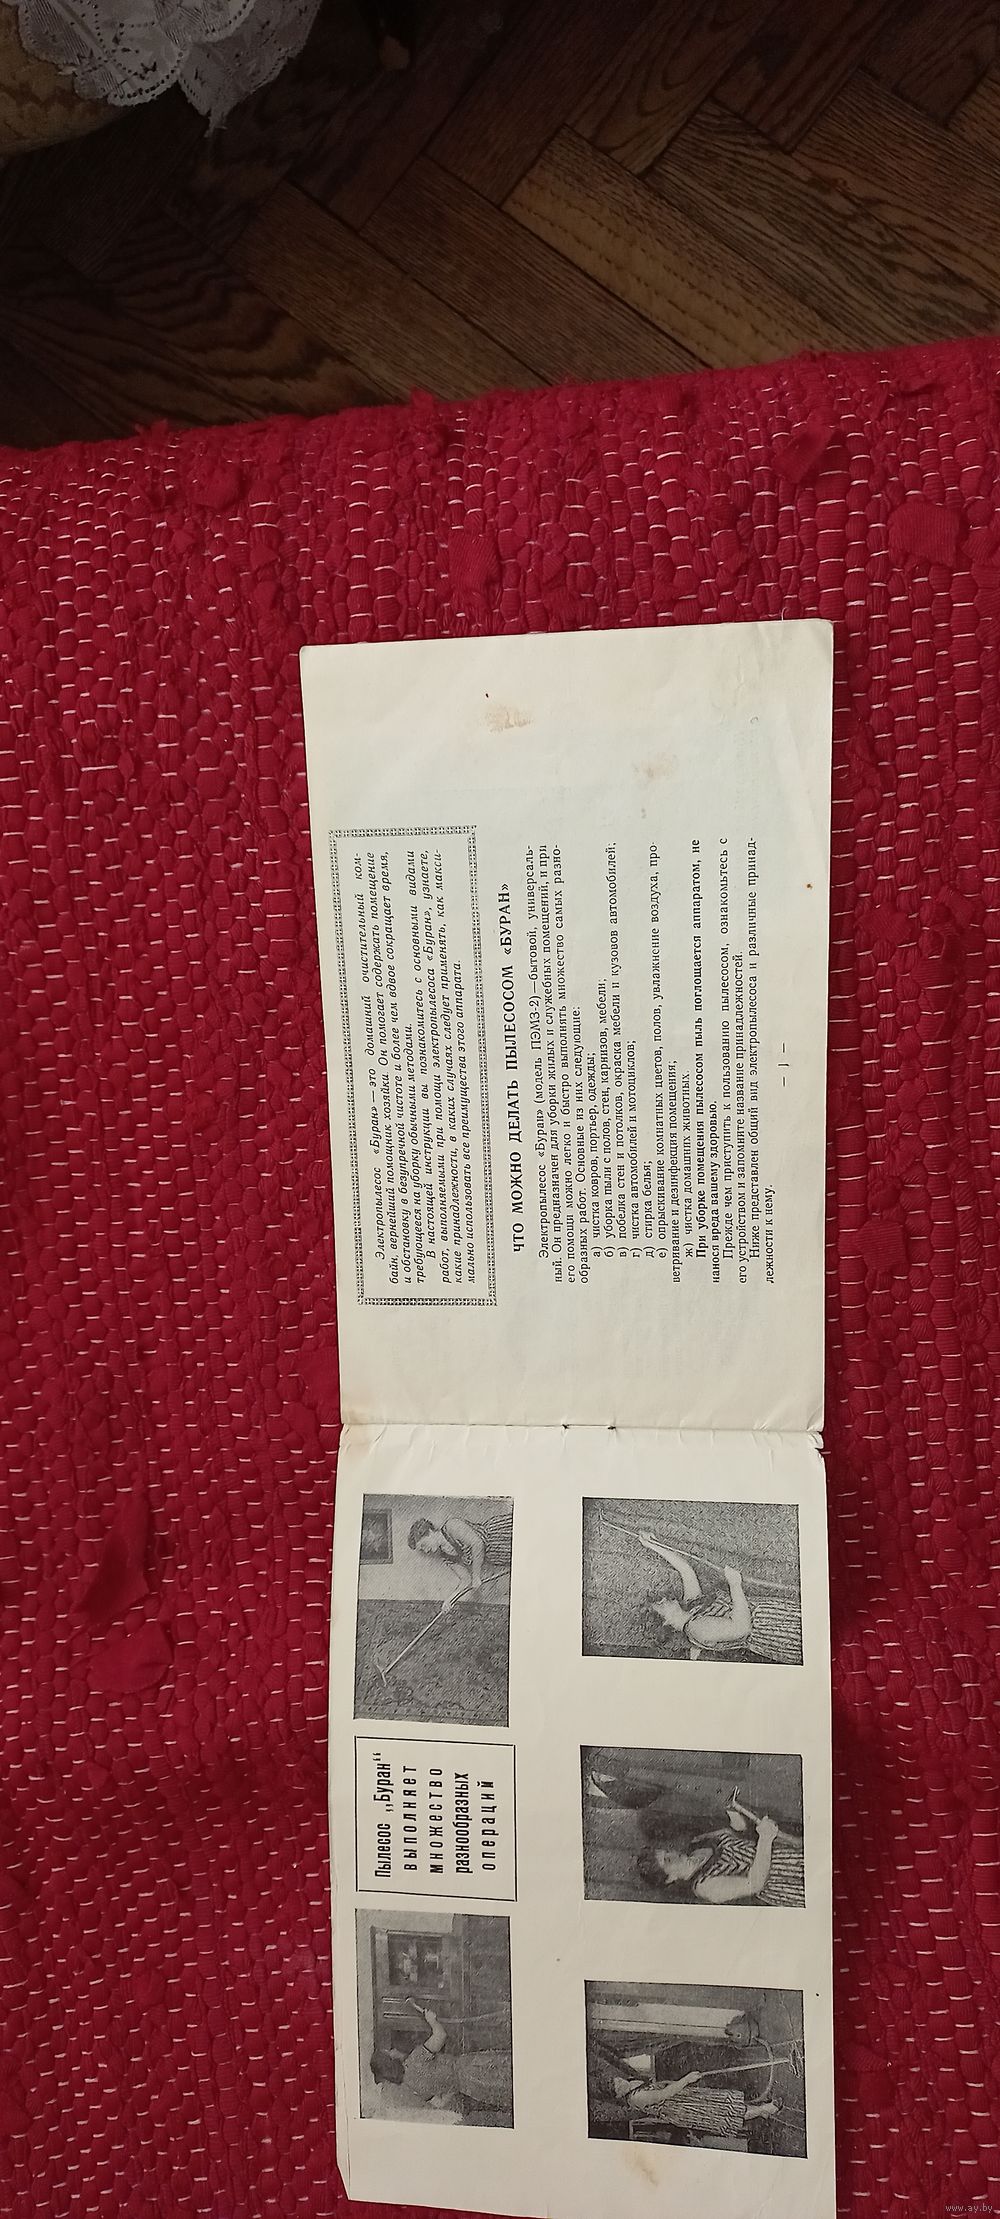 Пылесос „Буран“
выполняет
множество
разнообразных
операций
Электропылесос «Буран» — это домашний очистительный ком-
байн, вернейший помощник хозяйки. Он помогает содержать помещение
и обстановку в безупречной чистоте и более чем вдвое сокращает время,
требующееся на уборку обычными методами.
В настоящей инструкции вы познакомитесь с основными видами
работ, выполняемыми при помощи электропылесоса «Буран», узнаете,
какие принадлежности, в каких случаях следует применять, как макси-
мально использовать все преимущества этого аппарата.
ЧТО МОЖНО ДЕЛАТЬ ПЫЛЕСОСОМ «БУРАН»
Электропылесос «Буран» (модель ПЭМЗ-2)—бытовой, универсаль-
ный. Он предназначен для уборки жилых и служебных помещений, и при
его помощи можно легко и быстро выполнять множество самых разно-
образных работ. Основные из них следующие:
а) чистка ковров, портьер, одежды;
б) уборка пыли с полов, стен, карнизов, мебели;
в) побелка стен и потолков, окраска мебели и кузовов автомобилей;
г) чистка автомобилей и мотоциклов;
д) стирка белья;
е) опрыскивание комнатных цветов, полов, увлажнение воздуха, про-
ветривание и дезинфекция помещения;
ж) чистка домашних животных.
При уборке помещения пылесосом пыль поглощается аппаратом, не
нанося вреда вашему здоровью.
Прежде чем приступить к пользованию пылесосом, ознакомьтесь с
его устройством и запомните название принадлежностей.
Ниже представлен общий вид электропылесоса и различные принад-
лежности к нему.
— 1 —
www.ay.by